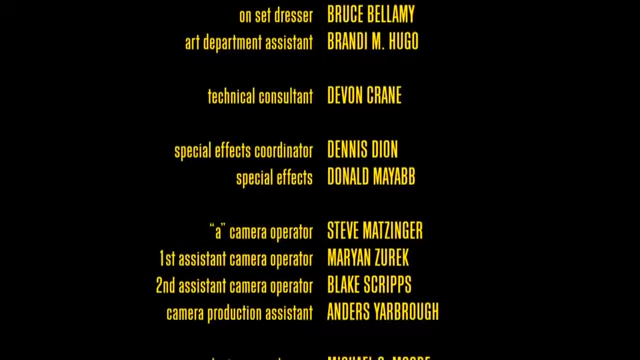 on set dresser BRUCE BELLAMY
art department assistant BRANDI M. HUGO
technical consultant DEVON CRANE
special effects coordinator DENNIS DION
special effects DONALD MAYABB
"a" camera operator STEVE MATZINGER
1st assistant camera operator MARYAN ZUREK
2nd assistant camera operator BLAKE SCRIPPS
camera production assistant ANDERS YARBROUGH